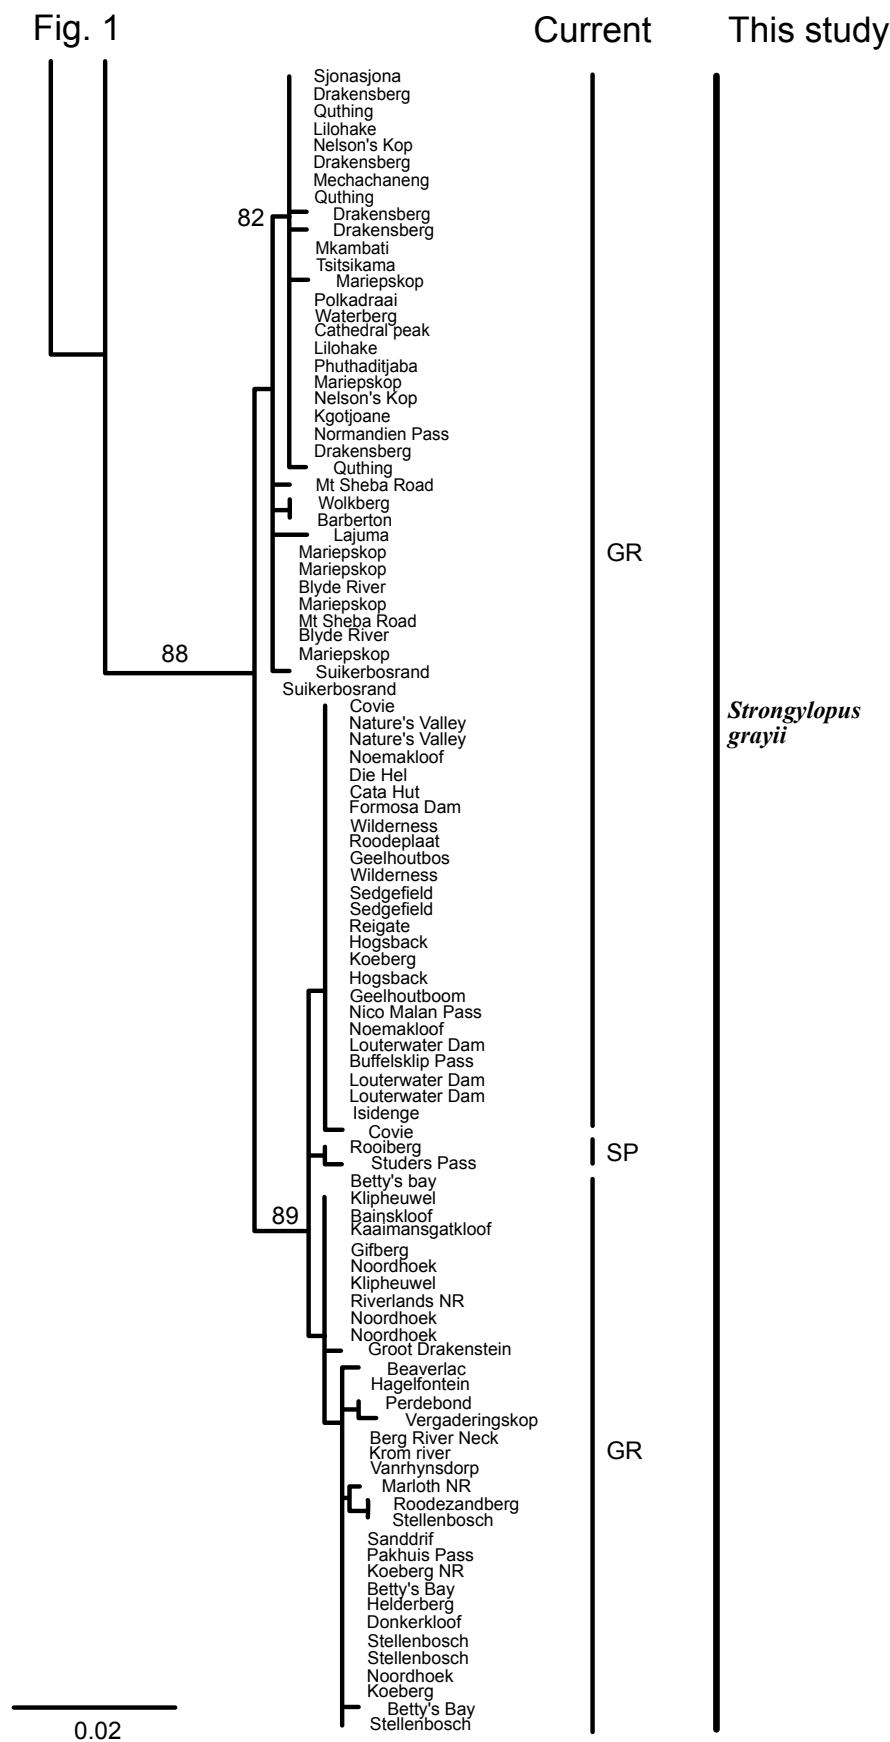 Fig. 1
Current
This study
Sjonasjona
Drakensberg
Quthing
Lilohake
Nelson's Kop
Drakensberg
Mechachaneng
Quthing
82
Drakensberg
Drakensberg
Mkambati
Tsitsikama
Mariepskop
Polkadraai
Waterberg
Cathedral peak
Lilohake
Phuthaditjaba
Mariepskop
Nelson's Kop
Kgotjoane
Normandien Pass
Drakensberg
Quthing
Mt Sheba Road
Wolkberg
Barberton
Lajuma
Mariepskop
GR
Mariepskop
Blyde River
Mariepskop
Mt Sheba Road
Blyde River
Mariepskop
88
Suikerbosrand
Suikerbosrand
Covie
Strongylopus
grayii
Nature's Valley
Nature's Valley
Noemakloof
Die Hel
Cata Hut
Formosa Dam
Wilderness
Roodeplaat
Geelhoutbos
Wilderness
Sedgefield
Sedgefield
Reigate
Hogsback
Koeberg
Hogsback
Geelhoutboom
Nico Malan Pass
Noemakloof
Louterwater Dam
Buffelsklip Pass
Louterwater Dam
Louterwater Dam
Isidenge
Covie
Rooiberg
SP
Studers Pass
Betty's bay
Klipheuwel
89
Bainskloof
Kaaimansgatkloof
Gifberg
Noordhoek
Klipheuwel
Riverlands NR
Noordhoek
Noordhoek
Groot Drakenstein
Beaverlac
Hagelfontein
Perdebond
Vergaderingskop
Berg River Neck
GR
Krom river
Vanrhynsdorp
Marloth NR
Roodezandberg
Stellenbosch
Sanddrif
Pakhuis Pass
Koeberg NR
Betty's Bay
Helderberg
Donkerkloof
Stellenbosch
Stellenbosch
Noordhoek
Koeberg
Betty's Bay
Stellenbosch
0.02